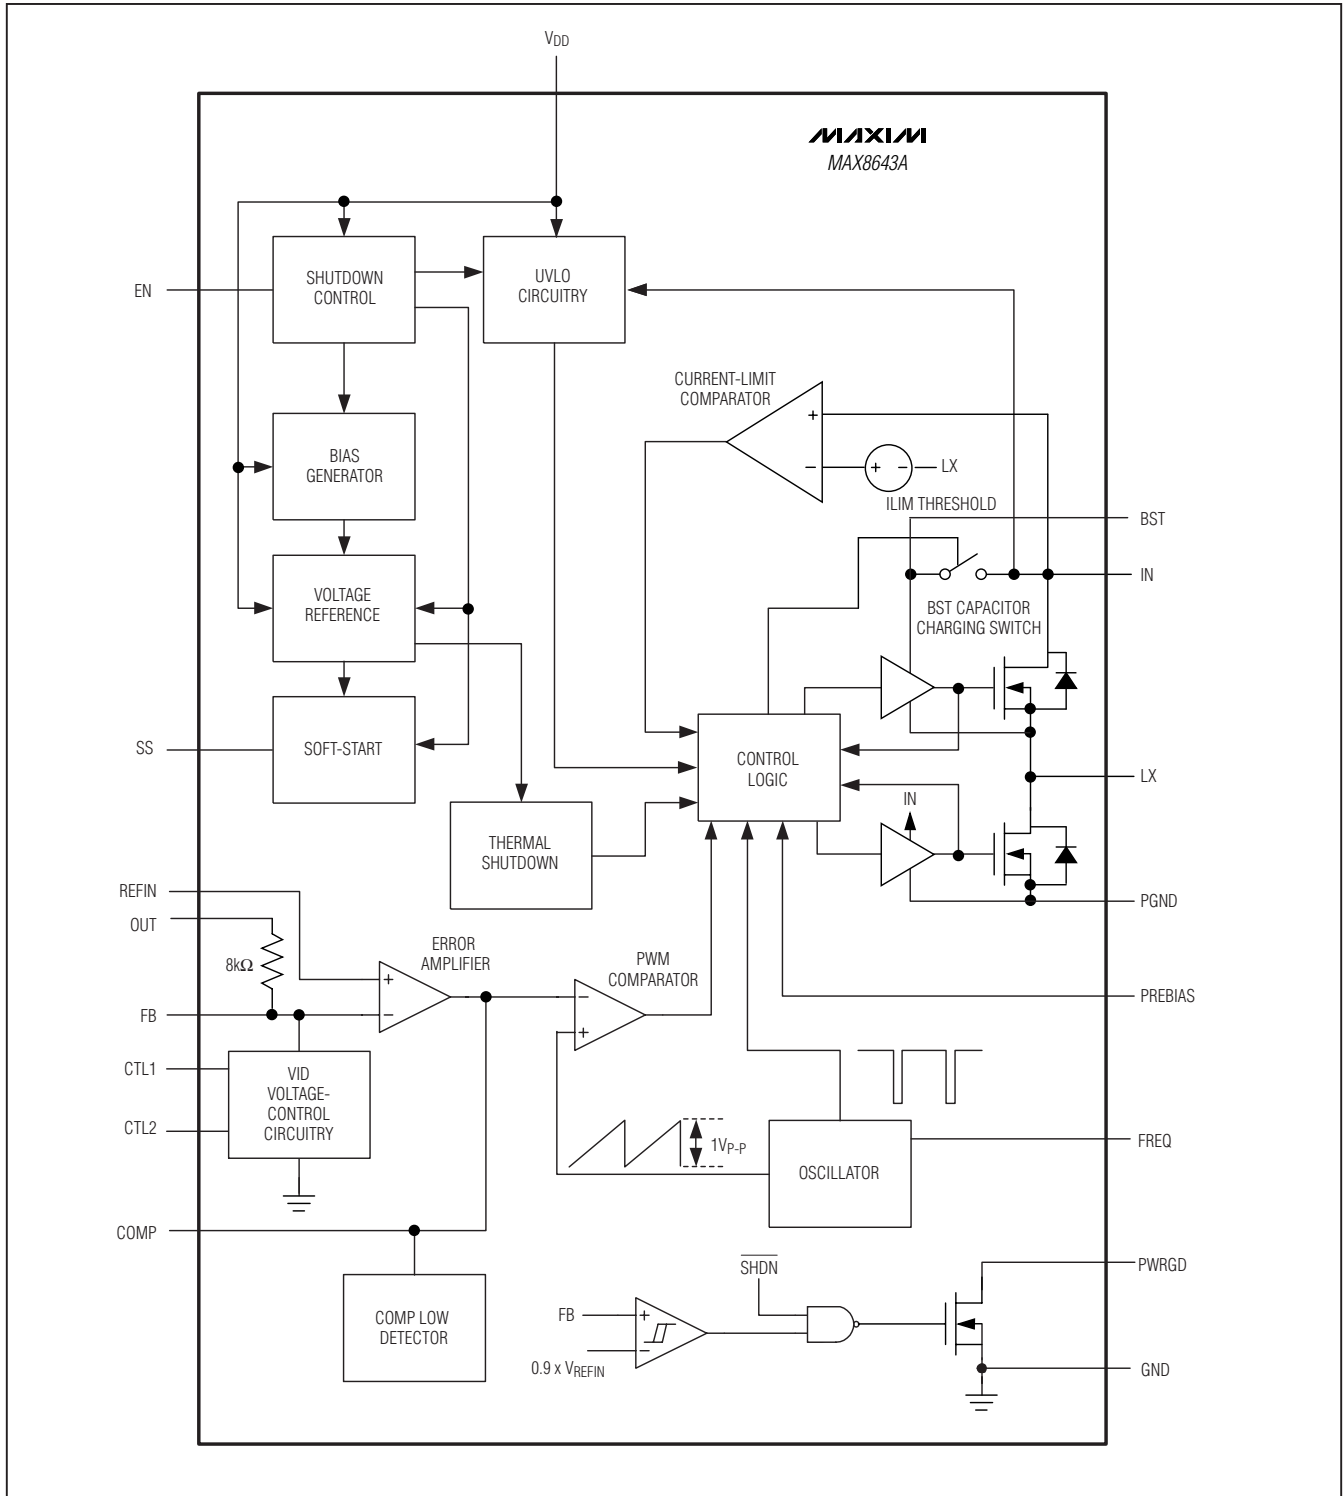 VDD
MAXIM
MAX8643A
SHUTDOWN
CONTROL
UVLO
CIRCUITRY
EN
CURRENT-LIMIT
COMPARATOR
+
−
+ −
LX
ILIM THRESHOLD
BIAS
GENERATOR
BST
IN
VOLTAGE
REFERENCE
BST CAPACITOR
CHARGING SWITCH
SS
SOFT-START
CONTROL
LOGIC
LX
IN
THERMAL
SHUTDOWN
REFIN
OUT
PGND
8kΩ
ERROR
AMPLIFIER
+
−
PWM
COMPARATOR
−
+
PREBIAS
FB
CTL1
VID
VOLTAGE-
CONTROL
CIRCUITRY
CTL2
1VP-P
OSCILLATOR
FREQ
COMP
COMP LOW
DETECTOR
SHDN
PWRGD
FB
+
−
0.9 x VREFIN
GND